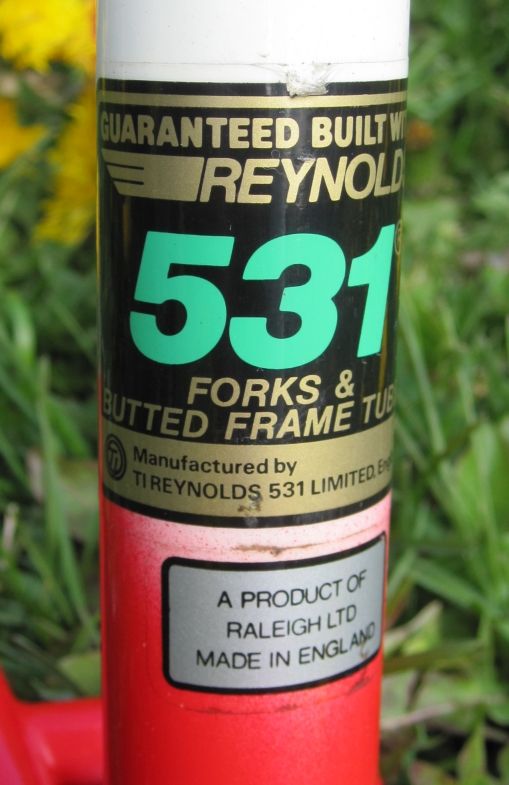 GUARANTEED BUILT WI
REYNOLD
531
FORKS &
BUTTED FRAME TUB
TI
Manufactured by
TI REYNOLDS 531 LIMITED, Eng
A PRODUCT OF
RALEIGH LTD
MADE IN ENGLAND